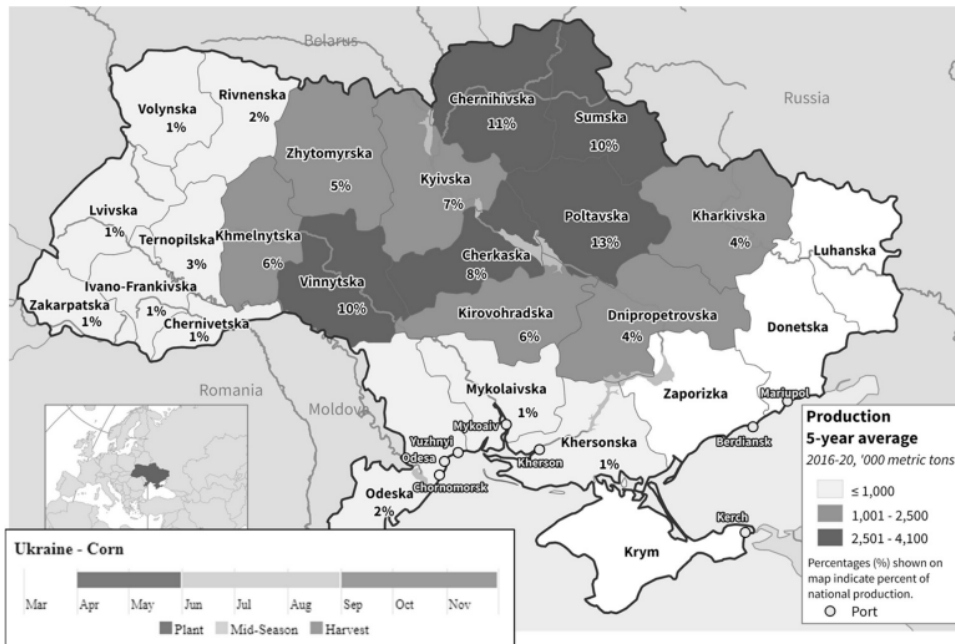 Belarus
Russia
Volynska
1%
Rivnenska
2%
Zhytomyrska
5%
Kyivska
7%
Chernihivska
11%
Sumska
10%
Lvivska
1%
Ternopilska
3%
Khmelnytska
6%
Vinnytska
10%
Cherkaska
8%
Poltavska
13%
Kharkivska
4%
Luhanska
Zakarpatska
1%
Ivano-Frankivska
1%
Chernivetska
1%
Kirovohradska
6%
Dnipropetrovska
4%
Donetska
Romania
Moldova
Mykolaivska
1%
Zaporizka
Mariupol
Mykoaiv
Yuzhnyi
Odesa
Chornomorsk
Kherson
Khersonska
1%
Berdiansk
Odeska
2%
Krym
Kerch
Production
5-year average
2016-20, '000 metric tons
≤ 1,000
1,001 - 2,500
2,501 - 4,100
Percentages (%) shown on
map indicate percent of
national production.
Port
Ukraine - Corn
Mar Apr May Jun Jul Aug Sep Oct Nov
Plant Mid-Season Harvest